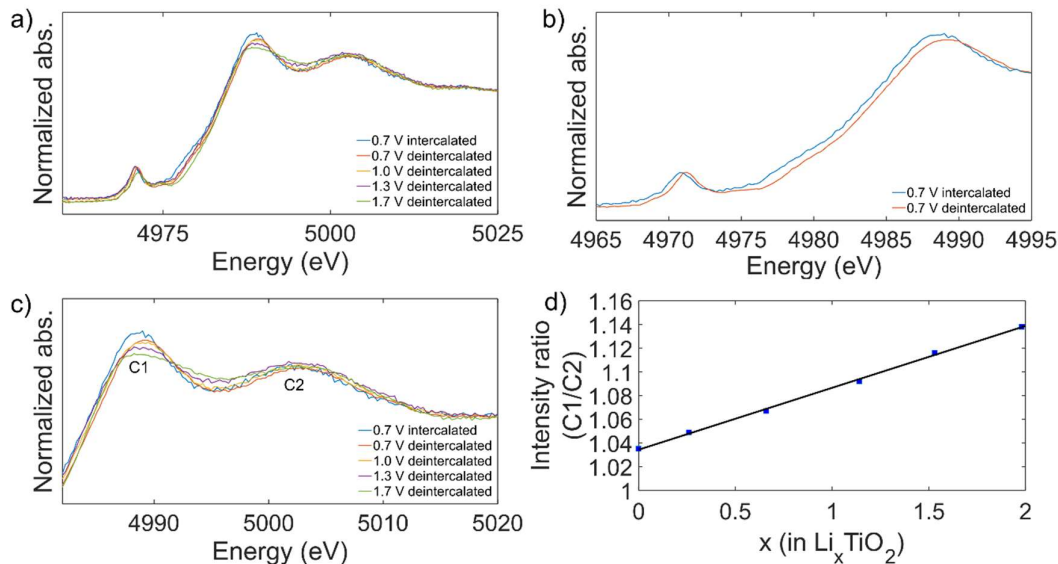 a)
Normalized abs.
0.7 V intercalated
0.7 V deintercalated
1.0 V deintercalated
1.3 V deintercalated
1.7 V deintercalated
4975 5000 5025
Energy (eV)
b)
Normalized abs.
0.7 V intercalated
0.7 V deintercalated
4965 4970 4975 4980 4985 4990 4995
Energy (eV)
c)
Normalized abs.
C1
C2
0.7 V intercalated
0.7 V deintercalated
1.0 V deintercalated
1.3 V deintercalated
1.7 V deintercalated
4990 5000 5010 5020
Energy (eV)
d)
Intensity ratio
(C1/C2)
1.16
1.14
1.12
1.10
1.08
1.06
1.04
1.02
1
0 0.5 1 1.5 2
x (in LixTiO2)